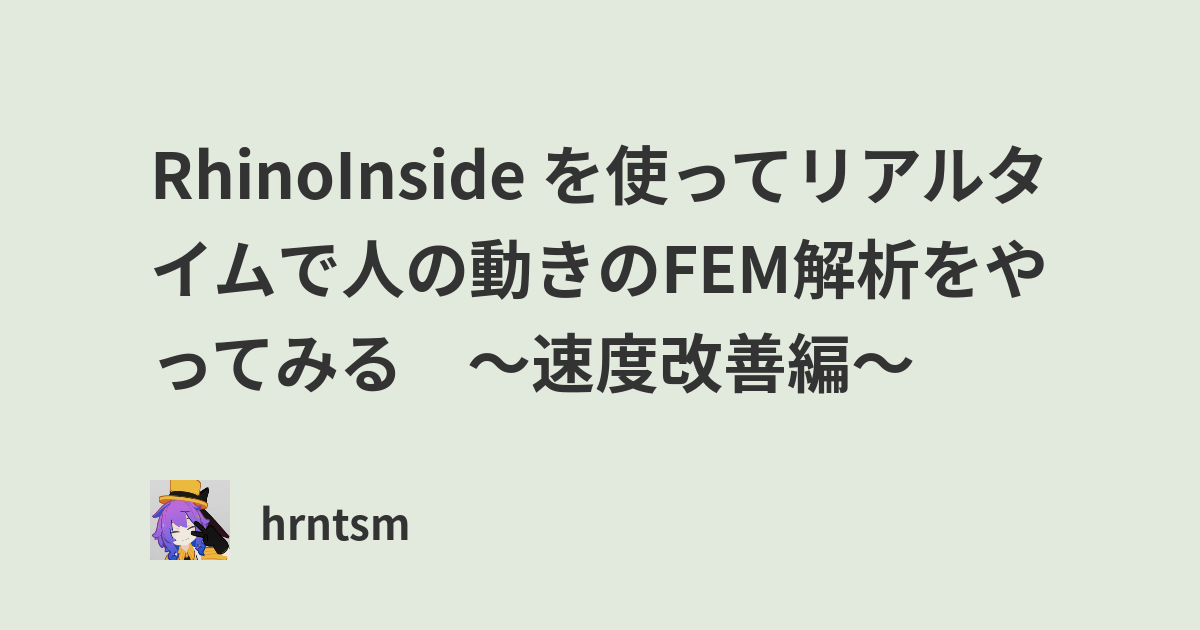 RhinoInside を使ってリアルタ
イムで人の動きのFEM解析をや
ってみる　〜速度改善編〜
hrntsm